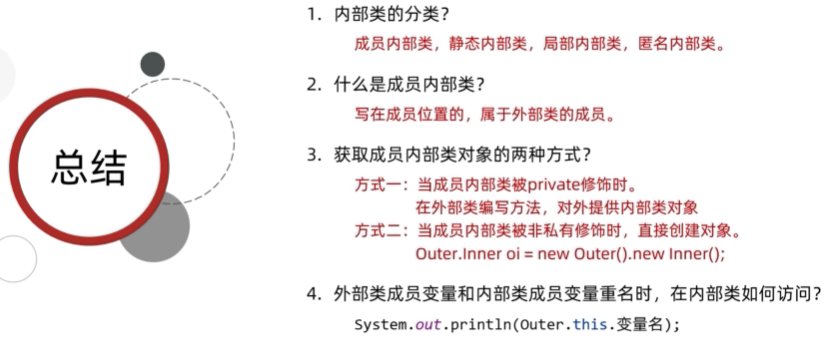 总结
1. 内部类的分类？
成员内部类，静态内部类，局部内部类，匿名内部类。
2. 什么是成员内部类？
写在成员位置的，属于外部类的成员。
3. 获取成员内部类对象的两种方式？
方式一：当成员内部类被private修饰时。
在外部类编写方法，对外提供内部类对象
方式二：当成员内部类被非私有修饰时，直接创建对象。
Outer.Inner oi = new Outer().new Inner();
4. 外部类成员变量和内部类成员变量重名时，在内部类如何访问？
System.out.println(Outer.this.变量名);